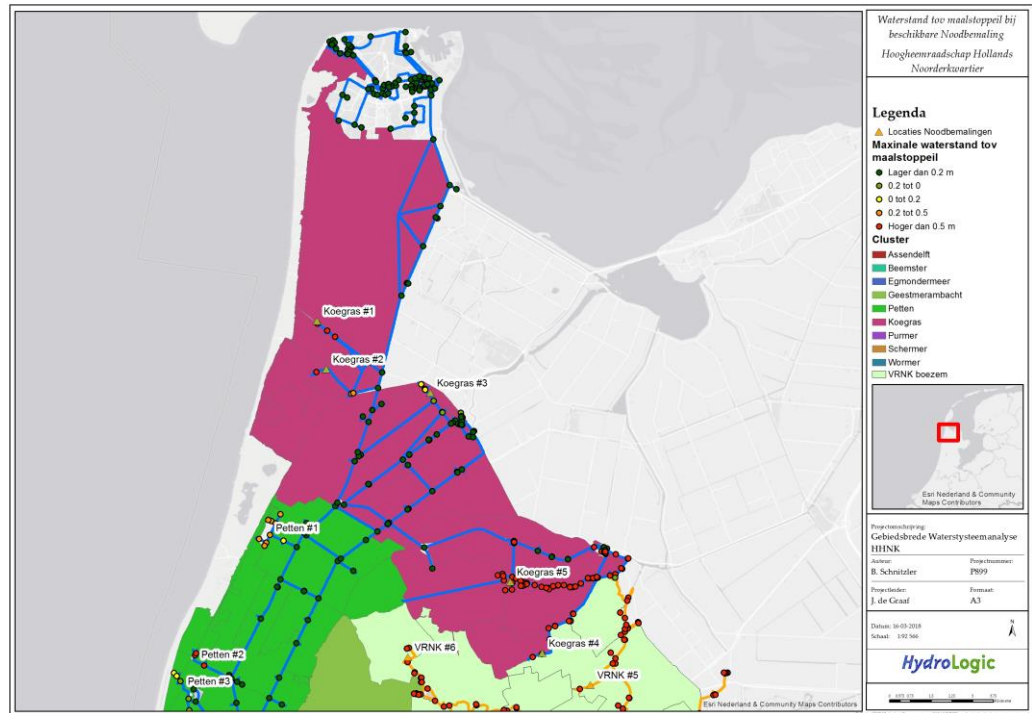 Waterstand tov maalstoppeil bij
beschikbare Noodbemaling
Hoogheemraadschap Hollands
Noorderkwartier
Legenda
Locaties Noodbemalingen
Maxinale waterstand tov
maalstoppeil
Lager dan 0.2 m
0.2 tot 0
0 tot 0.2
0.2 tot 0.5
Hoger dan 0.5 m
Cluster
Assendelft
Beemster
Egmondermeer
Geestmerambacht
Petten
Koegras
Purmer
Schermer
Wormer
VRNK boezem
Esri Nederland & Community
Maps Contributors
Projectomschrijving:
Gebiedsbrede Watersysteemanalyse
HHNK
Auteur:
Projectnummer:
B. Schnitzler
P899
Projectleider:
Formaat:
J. de Graaf
A3
Datum: 16-03-2018
N
Schaal: 1:92 566
HydroLogic
Koegras #1
Koegras #2
Koegras #3
Petten #1
Koegras #5
Koegras #4
VRNK #6
Petten #2
VRNK #5
Petten #3
Esri Nederland & Community Maps Contributors